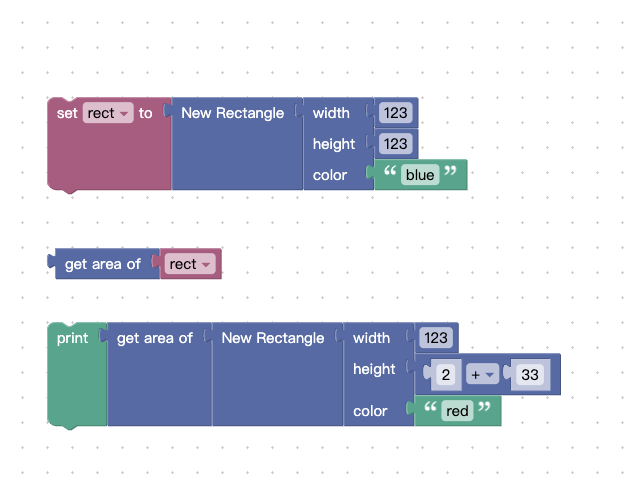 set rect to New Rectangle width 123
height 123
color “ blue ”
get area of rect
print get area of New Rectangle width 123
height 2 + 33
color “ red ”